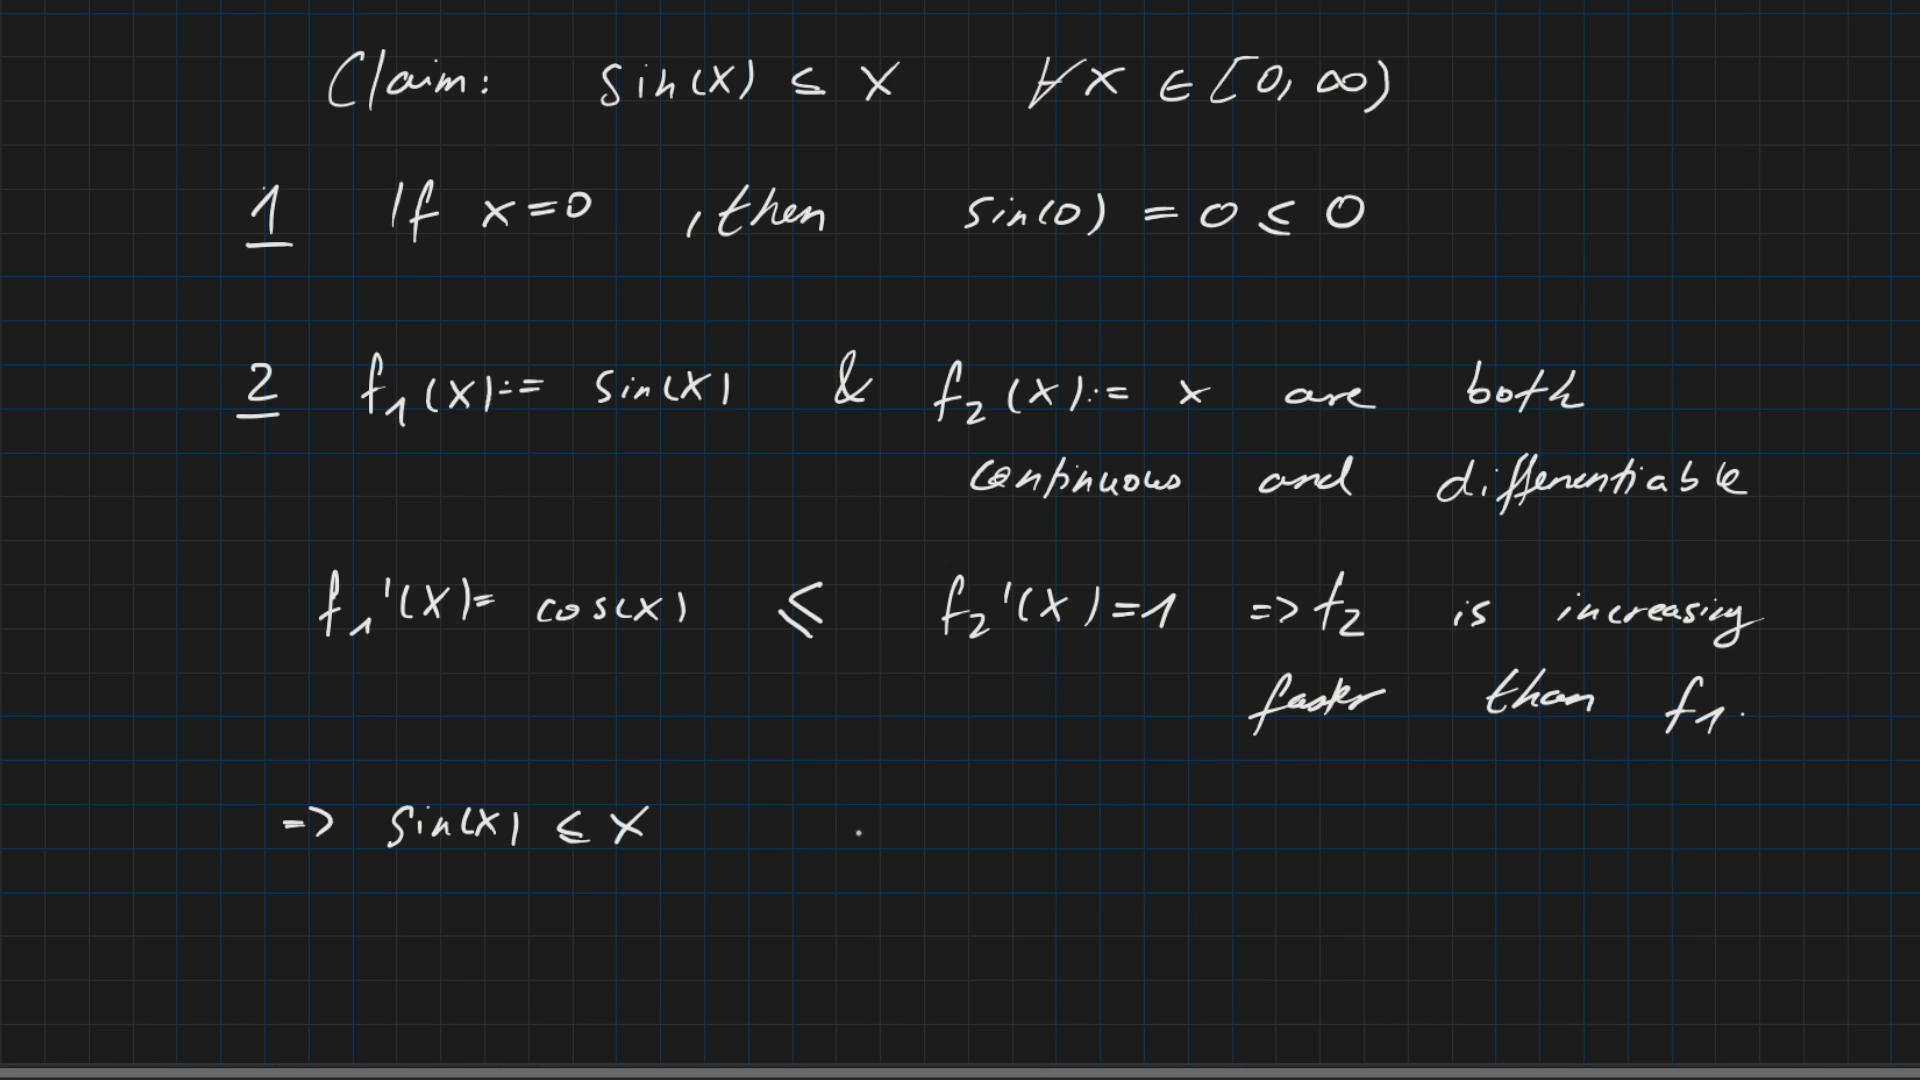 Claim: sin(x) ≤ x ∀x ∈ [0, ∞)
1 If x=0 , then sin(0) = 0 ≤ 0
2 f₁(x):= sin(x) & f₂(x):= x are both
continuous and differentiable
f₁'(x)= cos(x) ≤ f₂'(x)=1 => f₂ is increasing
faster than f₁.
=> sin(x) ≤ x